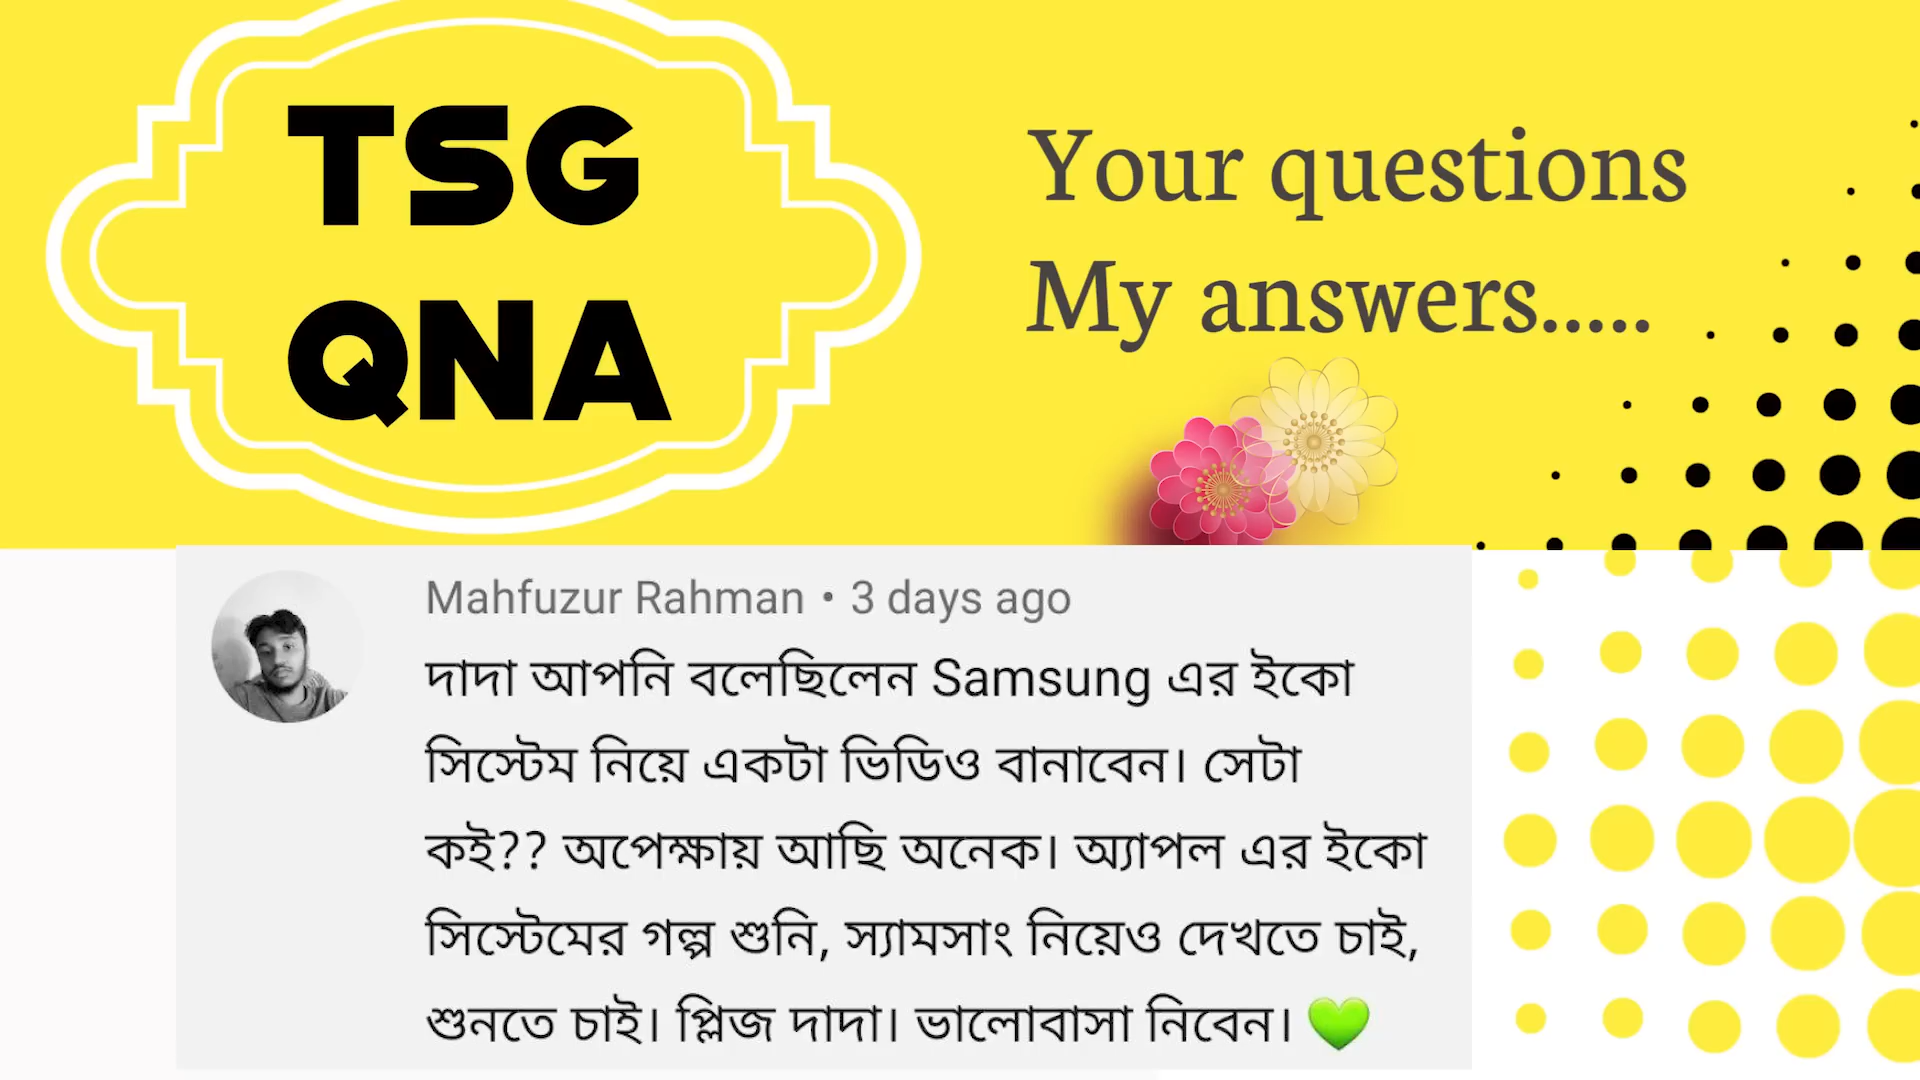 TSG
QNA
Your questions
My answers.....
Mahfuzur Rahman • 3 days ago
দাদা আপনি বলেছিলেন Samsung এর ইকো
সিস্টেম নিয়ে একটা ভিডিও বানাবেন। সেটা
কই?? অপেক্ষায় আছি অনেক। অ্যাপল এর ইকো
সিস্টেমের গল্প শুনি, স্যামসাং নিয়েও দেখতে চাই,
শুনতে চাই। প্লিজ দাদা। ভালোবাসা নিবেন। 💚